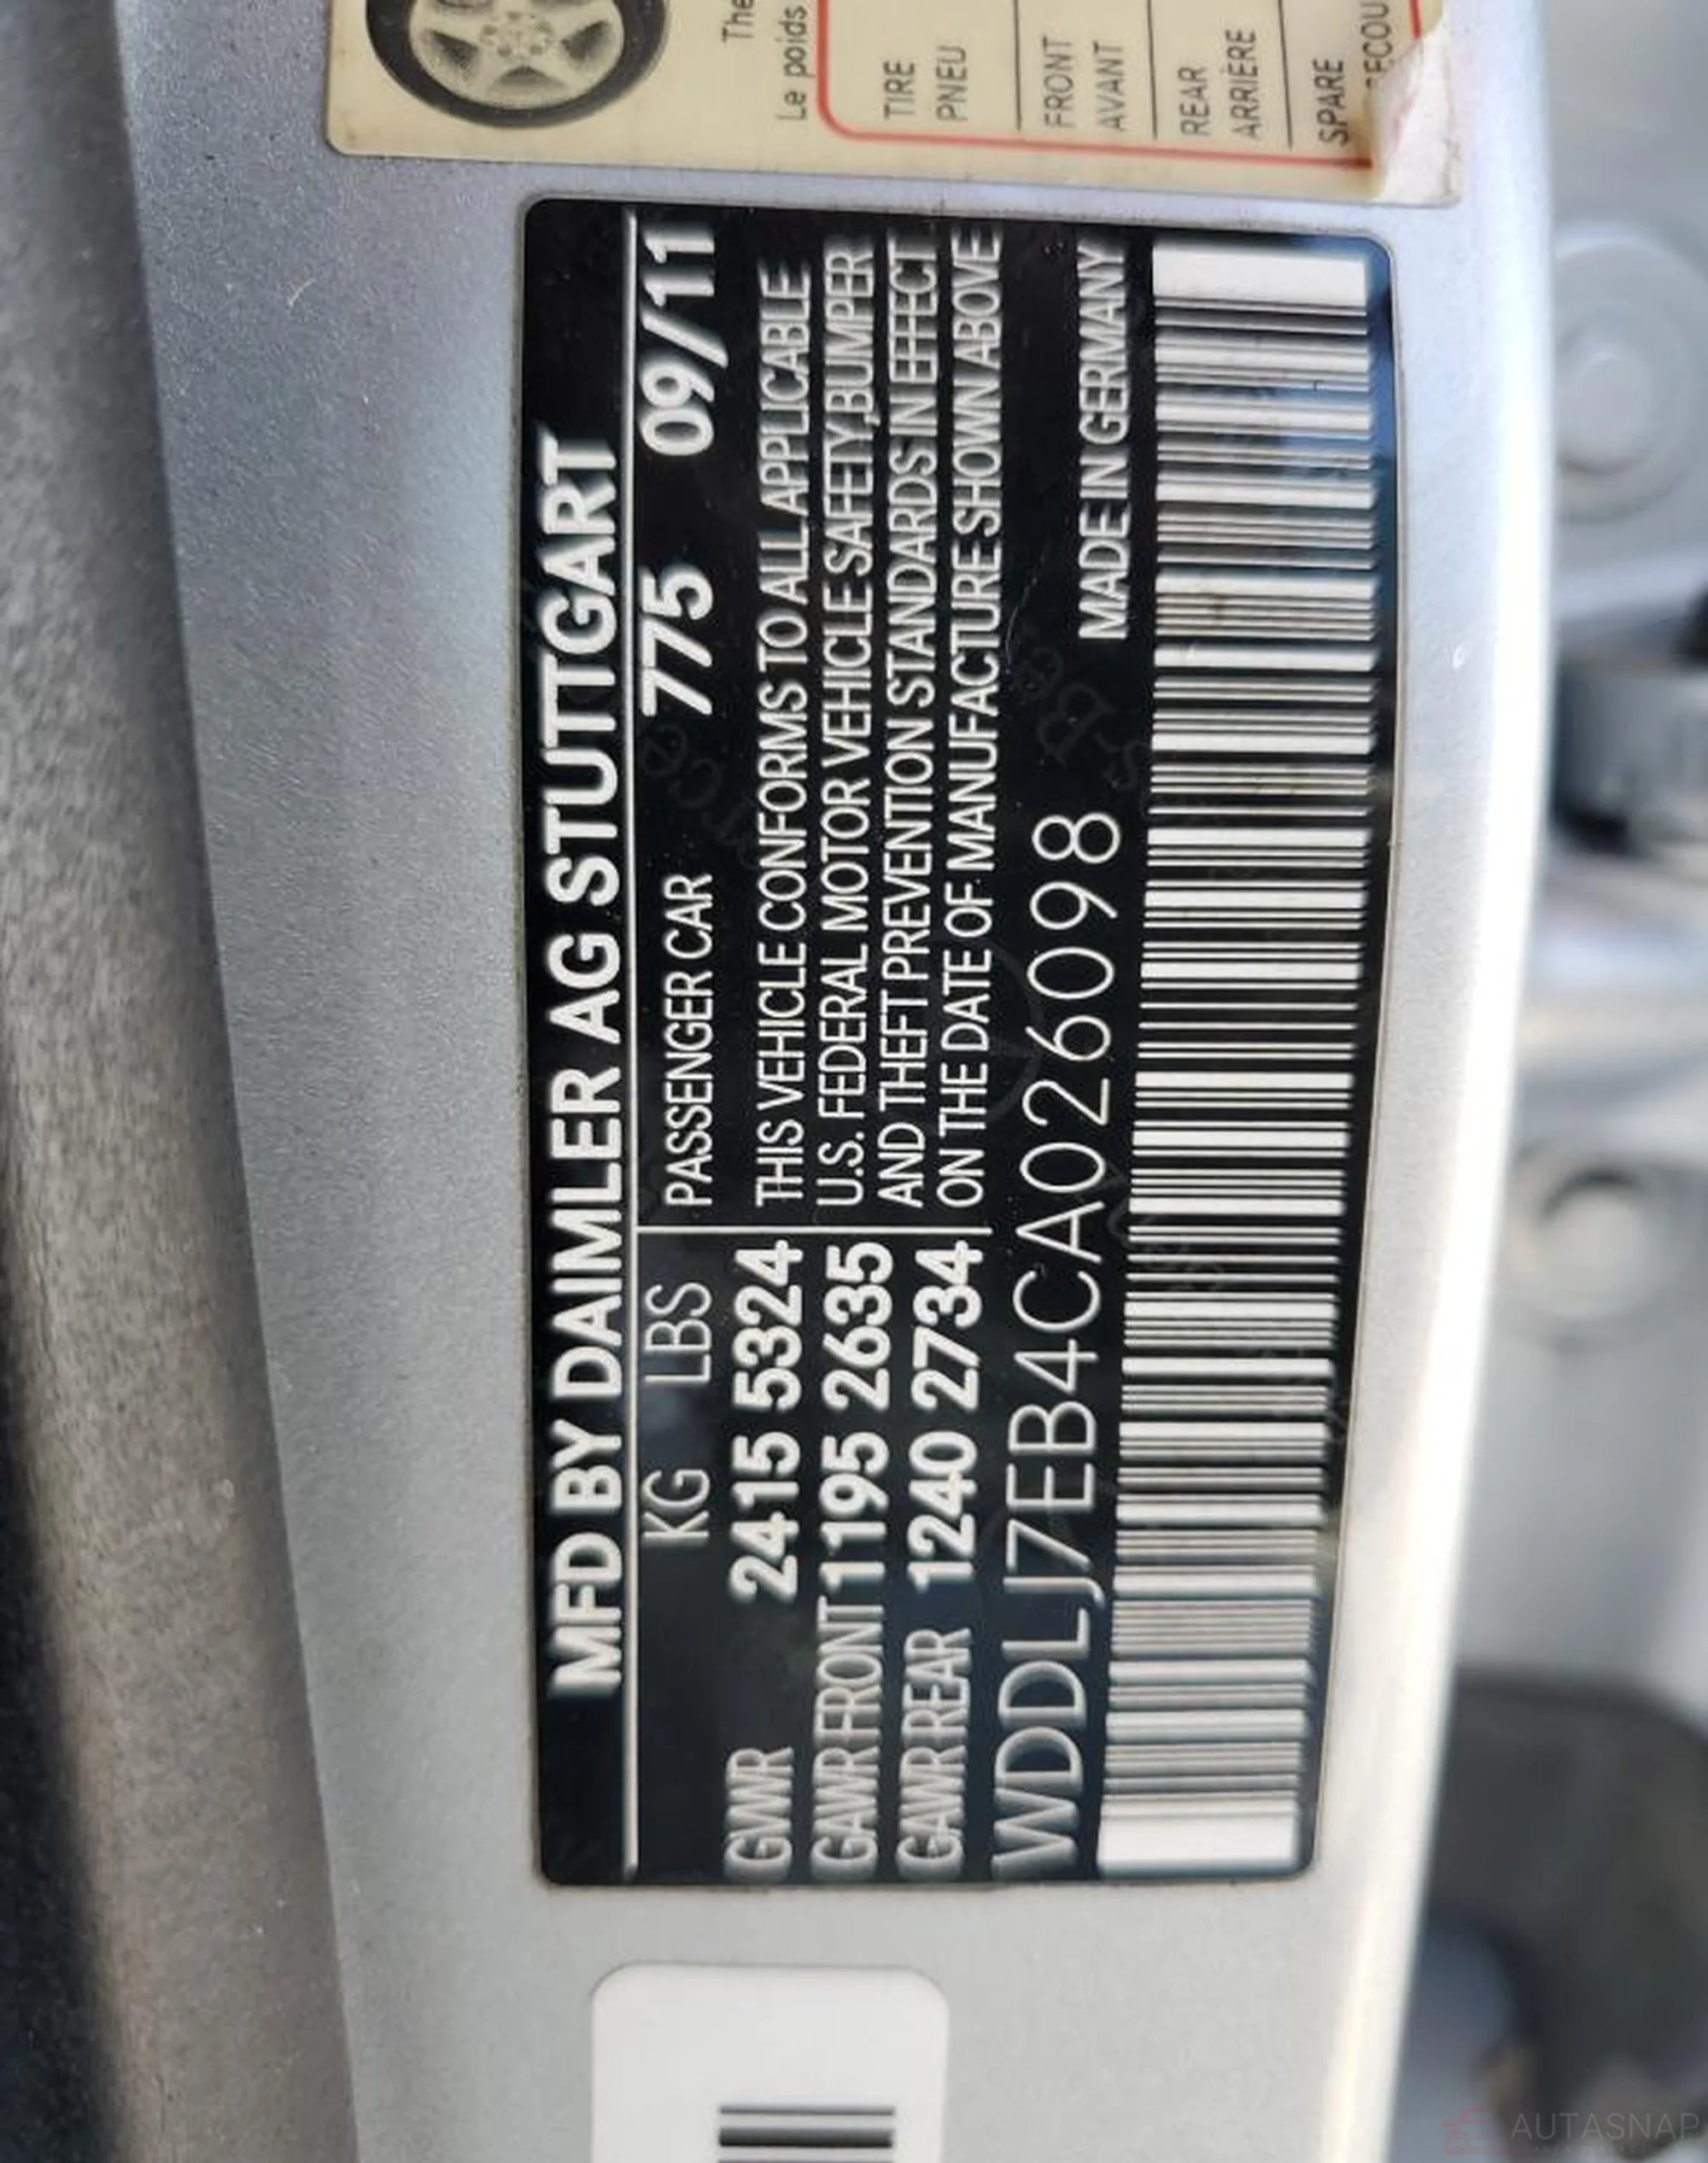 The
Le poids
TIRE
PNEU
FRONT
AVANT
REAR
ARRIÈRE
SPARE
MFD BY DAIMLER AG STUTTGART
KG LBS PASSENGER CAR 775 09/11
GVWR 2415 5324 THIS VEHICLE CONFORMS TO ALL APPLICABLE
GAWR FRONT 1195 2635 U.S. FEDERAL MOTOR VEHICLE SAFETY,BUMPER
AND THEFT PREVENTION STANDARDS IN EFFECT
GAWR REAR 1240 2734 ON THE DATE OF MANUFACTURE SHOWN ABOVE
WDDLJ7EB4CA026098 MADE IN GERMANY
AUTASNAP